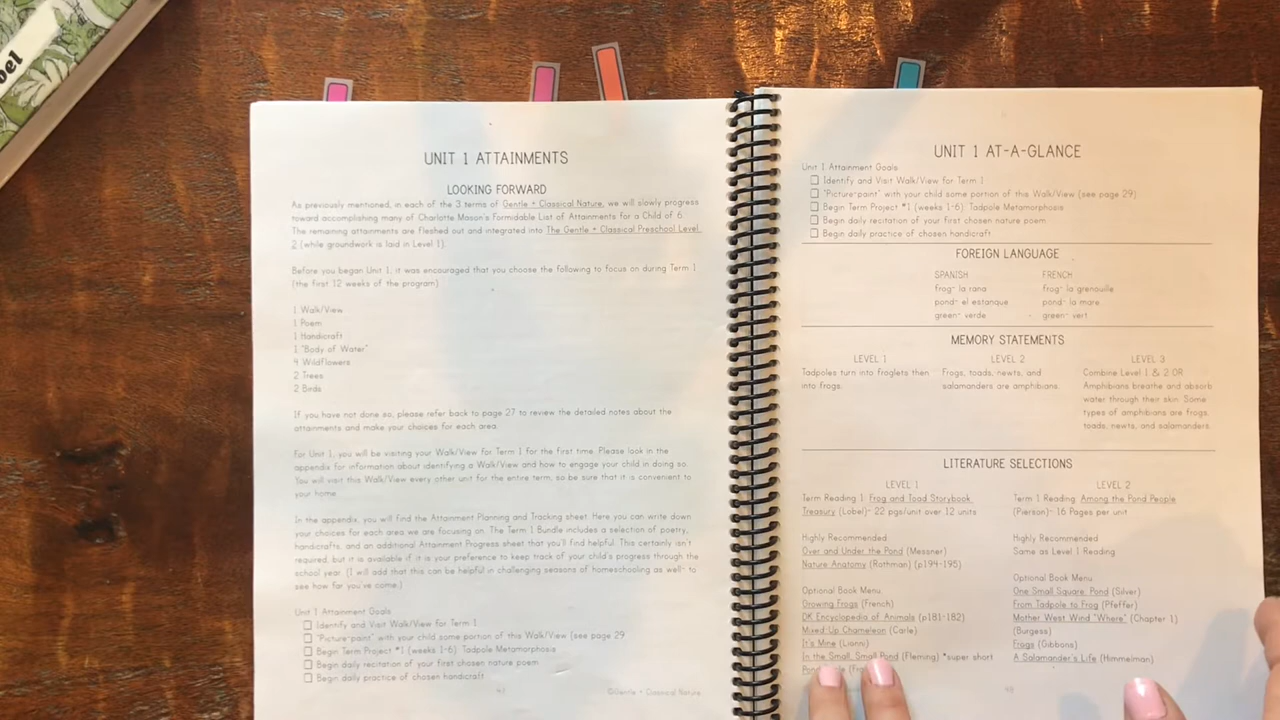 bel
UNIT 1 ATTAINMENTS
LOOKING FORWARD
As previously mentioned, in each of the 3 terms of Gentle + Classical Nature, we will slowly progress
toward accomplishing many of Charlotte Mason's Formidable List of Attainments for a Child of 6.
The remaining attainments are fleshed out and integrated into The Gentle + Classical Preschool Level
2 (while groundwork is laid in Level 1).
Before you began Unit 1, it was encouraged that you choose the following to focus on during Term 1
(the first 12 weeks of the program)
1 Walk/View
1 Poem
1 Handicraft
1 "Body of Water"
4 Wildflowers
2 Trees
2 Birds
If you have not done so, please refer back to page 27 to review the detailed notes about the
attainments and make your choices for each area.
For Unit 1, you will be visiting your Walk/View for Term 1 for the first time. Please look in the
appendix for information about identifying a Walk/View and how to engage your child in doing so.
You will visit this Walk/View every other unit for the entire term, so be sure that it is convenient to
your home.
In the appendix, you will find the Attainment Planning and Tracking sheet. Here you can write down
your choices for each area we are focusing on. The Term 1 Bundle includes a selection of poetry,
handicrafts, and an additional Attainment Progress sheet that you'll find helpful. This certainly isn't
required, but it is available if it is your preference to keep track of your child's progress through the
school year. (I will add that this can be helpful in challenging seasons of homeschooling as well- to
see how far you've come.)
Unit 1 Attainment Goals
Identify and Visit Walk/View for Term 1
"Picture-paint" with your child some portion of this Walk/View (see page 29
Begin Term Project #1 (weeks 1-6) Tadpole Metamorphosis
Begin daily recitation of your first chosen nature poem
Begin daily practice of chosen handicraft
©Gentle + Classical Nature
UNIT 1 AT-A-GLANCE
Unit 1 Attainment Goals
Identify and Visit Walk/View for Term 1
"Picture-paint" with your child some portion of this Walk/View (see page 29)
Begin Term Project #1 (weeks 1-6) Tadpole Metamorphosis
Begin daily recitation of your first chosen nature poem
Begin daily practice of chosen handicraft
FOREIGN LANGUAGE
SPANISH FRENCH
frog- la rana frog- la grenouille
pond- el estanque pond- la mare
green- verde green- vert
MEMORY STATEMENTS
LEVEL 1
Tadpoles turn into froglets then
into frogs.
LEVEL 2
Frogs, toads, newts, and
salamanders are amphibians.
LEVEL 3
Combine Level 1 & 2 OR
Amphibians breathe and absorb
water through their skin. Some
types of amphibians are frogs,
toads, newts, and salamanders.
LITERATURE SELECTIONS
LEVEL 1
Term Reading 1: Frog and Toad Storybook
Treasury (Lobel)- 22 pgs/unit over 12 units
Highly Recommended
Over and Under the Pond (Messner)
Nature Anatomy (Rothman) (p194-195)
Optional Book Menu
Growing Frogs (French)
DK Encyclopedia of Animals (p181-182)
Mixed-Up Chameleon (Carle)
It's Mine (Lionni)
In the Small, Small Pond (Fleming) *super short
LEVEL 2
Term 1 Reading: Among the Pond People
(Pierson)- 16 Pages per unit
Highly Recommended
Same as Level 1 Reading
Optional Book Menu
One Small Square: Pond (Silver)
From Tadpole to Frog (Pfeffer)
Mother West Wind "Where" (Chapter 1)
(Burgess)
Frogs (Gibbons)
A Salamander's Life (Himmelman)